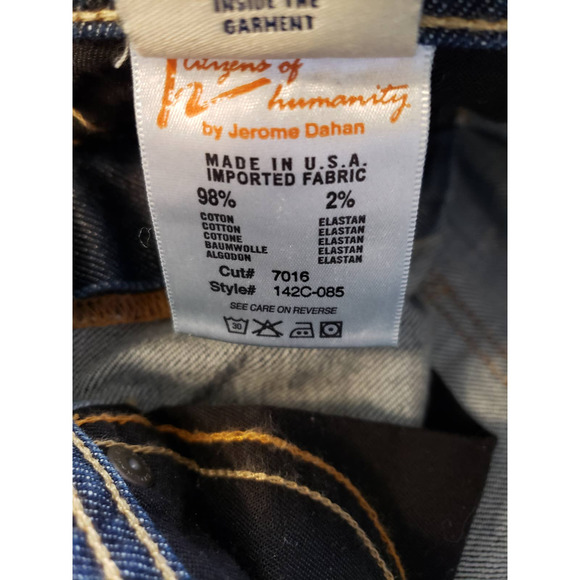 INSIDE THE
GARMENT
Citizens of
humanity
by Jerome Dahan
MADE IN U.S.A.
IMPORTED FABRIC
98% 2%
COTON ELASTAN
COTTON ELASTAN
COTONE ELASTAN
BAUMWOLLE ELASTAN
ALGODON ELASTAN
Cut# 7016
Style# 142C-085
SEE CARE ON REVERSE
30